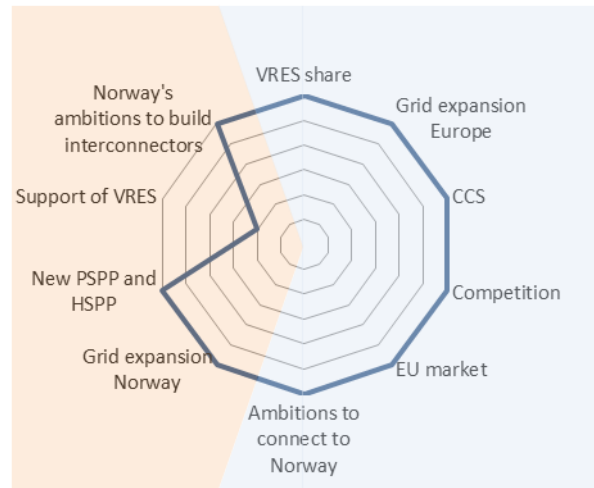 VRES share
Grid expansion
Europe
CCS
Competition
EU market
Ambitions to
connect to
Norway
Grid expansion
Norway
New PSPP and
HSPP
Support of VRES
Norway's
ambitions to build
interconnectors